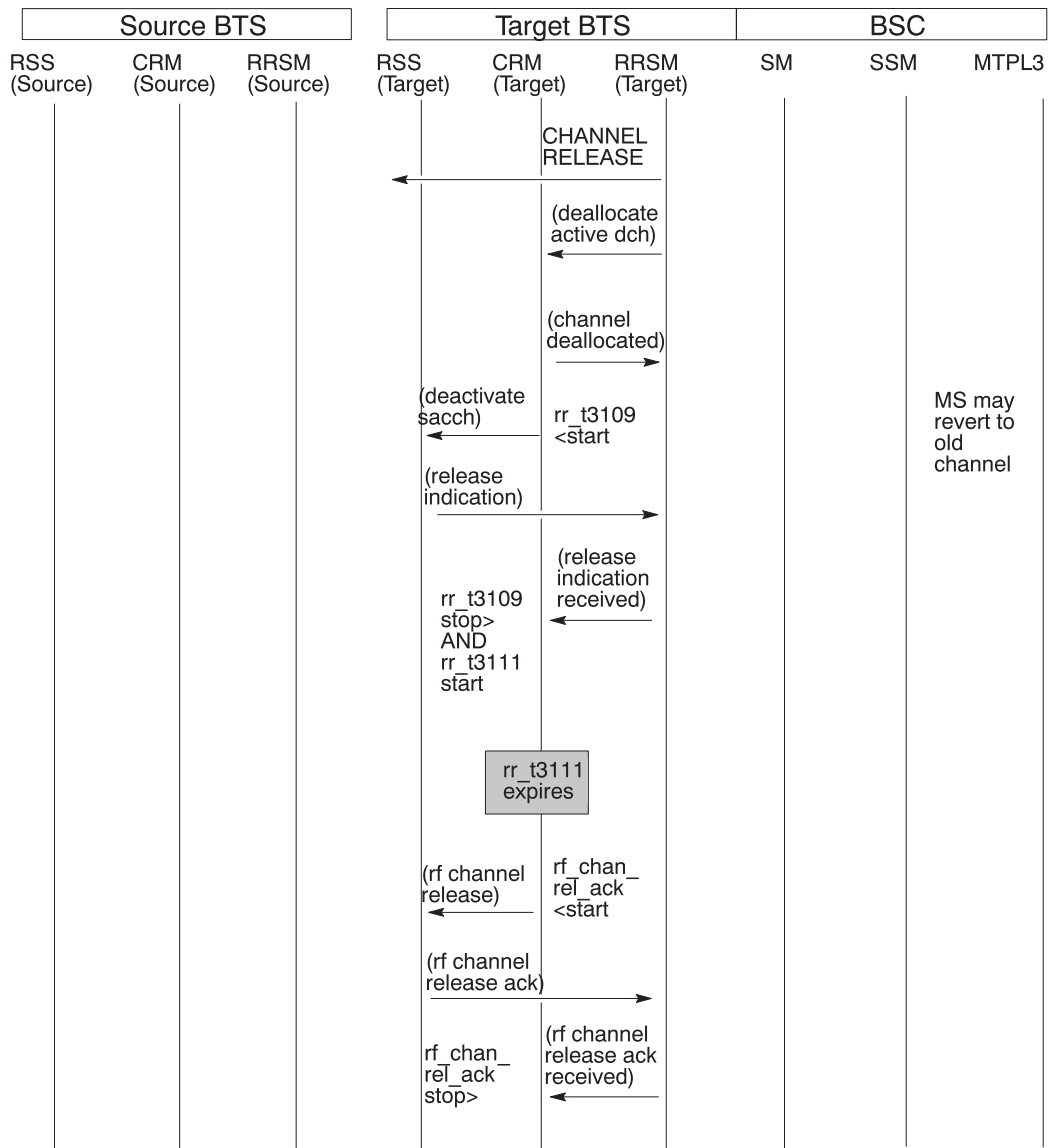 Source BTS
Target BTS
BSC
RSS
(Source)
CRM
(Source)
RRSM
(Source)
RSS
(Target)
CRM
(Target)
RRSM
(Target)
SM
SSM
MTPL3
CHANNEL
RELEASE
(deallocate
active dch)
(channel
deallocated)
(deactivate
sacch)
rr_t3109
<start
MS may
revert to
old
channel
(release
indication)
(release
indication
received)
rr_t3109
stop>
AND
rr_t3111
start
rr_t3111
expires
(rf channel
release)
rf_chan_
rel_ack
<start
(rf channel
release ack)
(rf channel
release ack
received)
rf_chan_
rel_ack
stop>